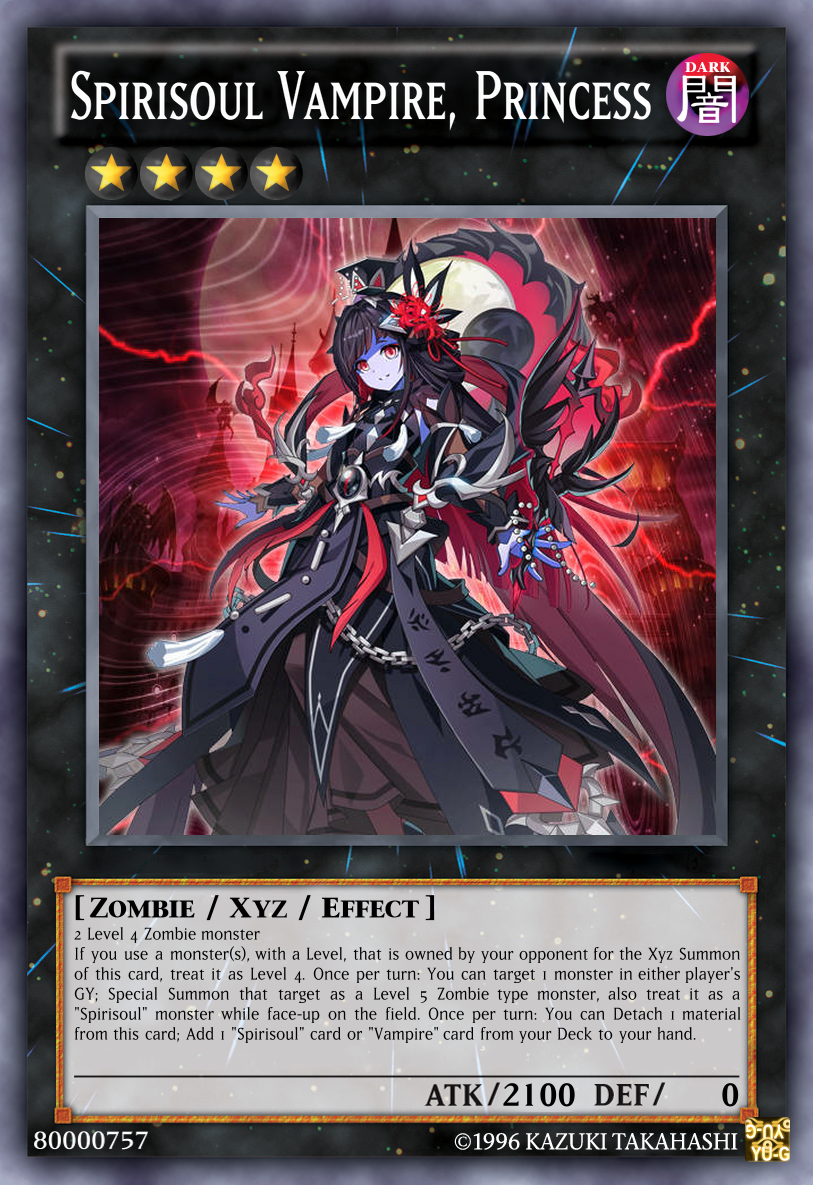 Spirisoul Vampire, Princess
DARK
闇
[ Zombie / Xyz / Effect ]
2 Level 4 Zombie monster
If you use a monster(s), with a Level, that is owned by your opponent for the Xyz Summon
of this card, treat it as Level 4. Once per turn: You can target 1 monster in either player's
GY; Special Summon that target as a Level 5 Zombie type monster, also treat it as a
"Spirisoul" monster while face-up on the field. Once per turn: You can Detach 1 material
from this card; Add 1 "Spirisoul" card or "Vampire" card from your Deck to your hand.
ATK/2100 DEF/ 0
80000757
©1996 KAZUKI TAKAHASHI